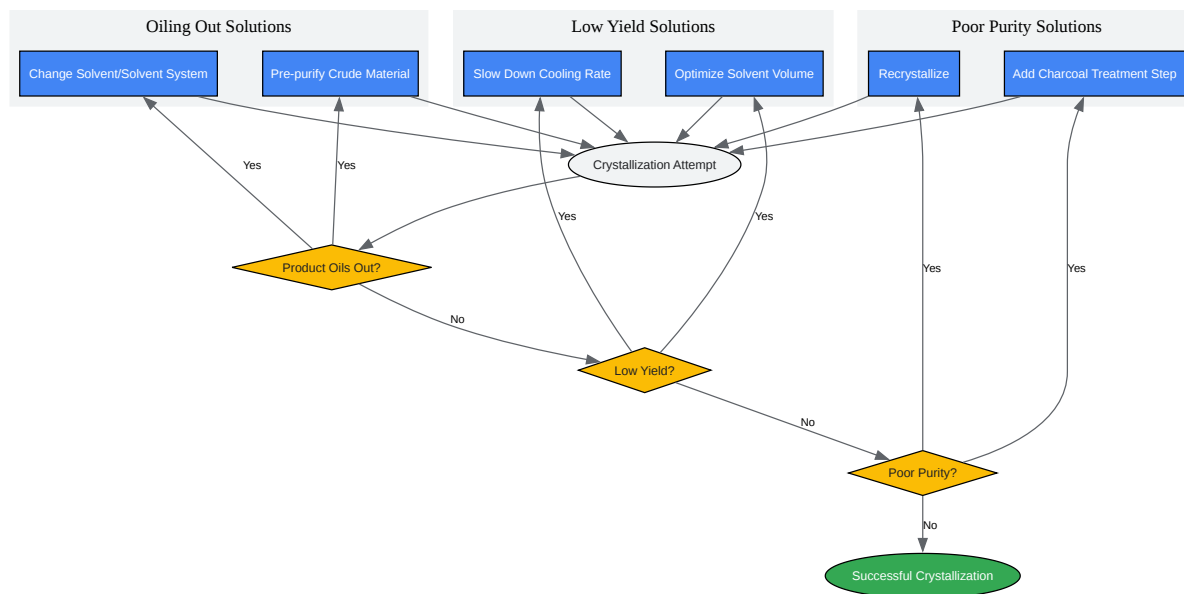 Oiling Out Solutions
Low Yield Solutions
Poor Purity Solutions
Change Solvent/Solvent System
Pre-purify Crude Material
Slow Down Cooling Rate
Optimize Solvent Volume
Recrystallize
Add Charcoal Treatment Step
Crystallization Attempt
Yes
Yes
Yes
Yes
Product Oils Out?
Yes
Yes
No
Low Yield?
No
Poor Purity?
No
Successful Crystallization